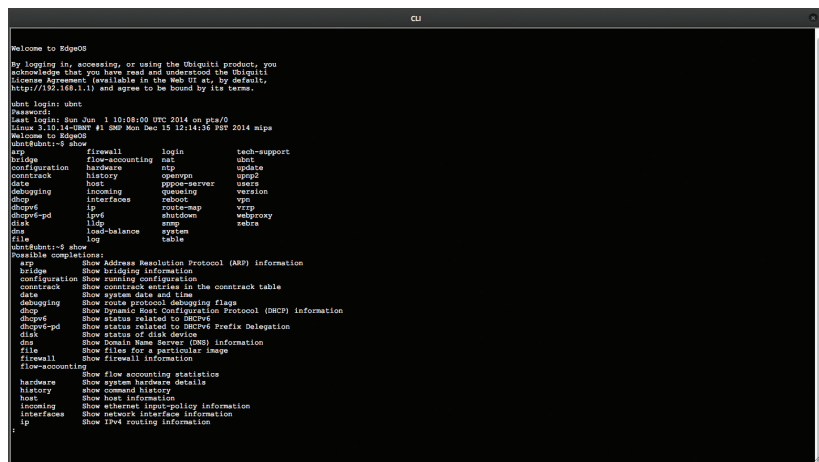 CLI
Welcome to EdgeOS
By logging in, accessing, or using the Ubiquiti product, you
acknowledge that you have read and understood the Ubiquiti
License Agreement (available in the Web UI at, by default,
http://192.168.1.1) and agree to be bound by its terms.
ubnt login: ubnt
Password:
Last login: Sun Jun  1 10:08:00 UTC 2014 on pts/0
Linux 3.10.14-UBNT #1 SMP Mon Dec 15 12:14:36 PST 2014 mips
Welcome to EdgeOS
ubnt@ubnt:~$ show
arp firewall login tech-support
bridge flow-accounting nat ubnt
configuration hardware ntp update
conntrack history openvpn upnp2
date host pppoe-server users
debugging incoming queueing version
dhcp interfaces reboot vpn
dhcpv6 ip route-map vrrp
dhcpv6-pd ipv6 shutdown webproxy
disk lldp snmp zebra
dns load-balance system
file log table
ubnt@ubnt:~$ show
Possible completions:
arp Show Address Resolution Protocol (ARP) information
bridge Show bridging information
configuration Show running configuration
conntrack Show conntrack entries in the conntrack table
date Show system date and time
debugging Show route protocol debugging flags
dhcp Show Dynamic Host Configuration Protocol (DHCP) information
dhcpv6 Show status related to DHCPv6
dhcpv6-pd Show status related to DHCPv6 Prefix Delegation
disk Show status of disk device
dns Show Domain Name Server (DNS) information
file Show files for a particular image
firewall Show firewall information
flow-accounting
Show flow accounting statistics
hardware Show system hardware details
history show command history
host Show host information
incoming Show ethernet input-policy information
interfaces Show network interface information
ip Show IPv4 routing information
: